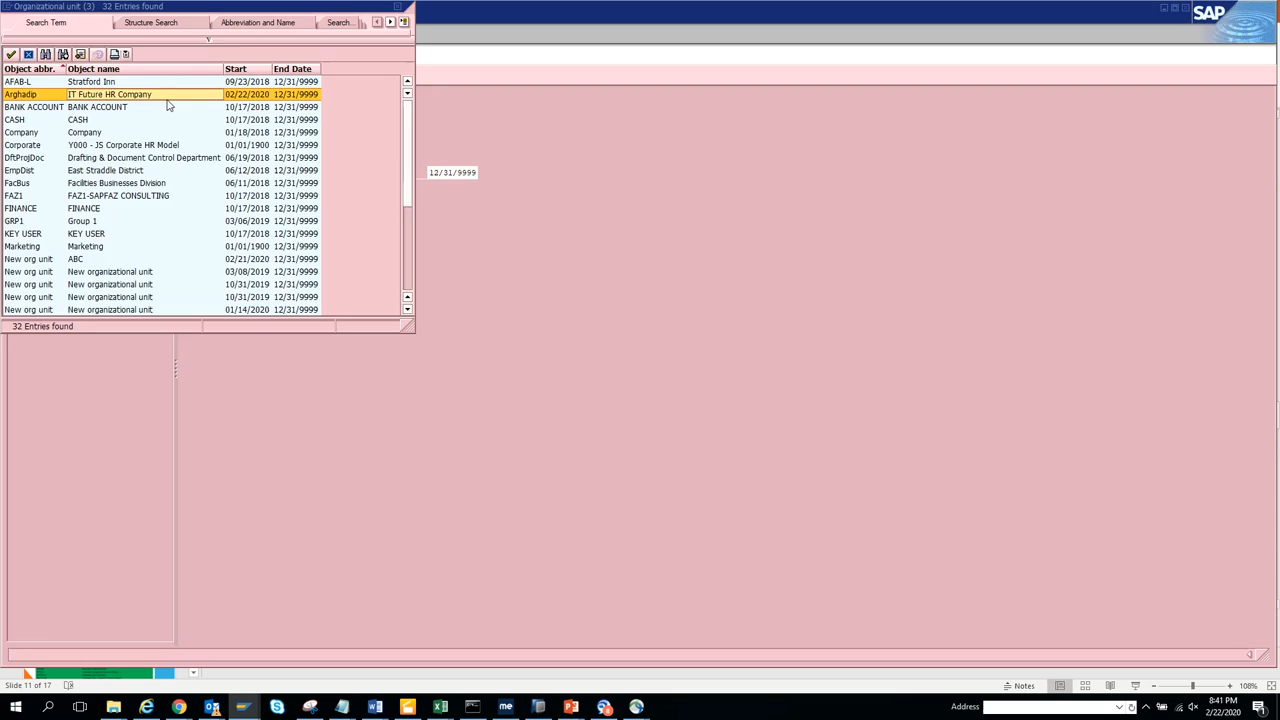 Organizational unit (3) 32 Entries found
SAP
Search Term Structure Search Abbreviation and Name Search...
Object abbr. Object name Start End Date
AFAB-L Stratford Inn 09/23/2018 12/31/9999
Arghadip IT Future HR Company 02/22/2020 12/31/9999
BANK ACCOUNT BANK ACCOUNT 10/17/2018 12/31/9999
CASH CASH 10/17/2018 12/31/9999
Company Company 01/18/2018 12/31/9999
Corporate Y000 - JS Corporate HR Model 01/01/1900 12/31/9999
DftProjDoc Drafting & Document Control Department 06/19/2018 12/31/9999
EmpDist East Straddle District 06/12/2018 12/31/9999
12/31/9999
FacBus Facilities Businesses Division 06/11/2018 12/31/9999
FAZ1 FAZ1-SAPFAZ CONSULTING 10/17/2018 12/31/9999
FINANCE FINANCE 10/17/2018 12/31/9999
GRP1 Group 1 03/06/2019 12/31/9999
KEY USER KEY USER 10/17/2018 12/31/9999
Marketing Marketing 01/01/1900 12/31/9999
New org unit ABC 02/21/2020 12/31/9999
New org unit New organizational unit 03/08/2019 12/31/9999
New org unit New organizational unit 10/31/2019 12/31/9999
New org unit New organizational unit 10/31/2019 12/31/9999
New org unit New organizational unit 01/14/2020 12/31/9999
32 Entries found
Slide 11 of 17 Notes 108%
Address 8:41 PM
2/22/2020